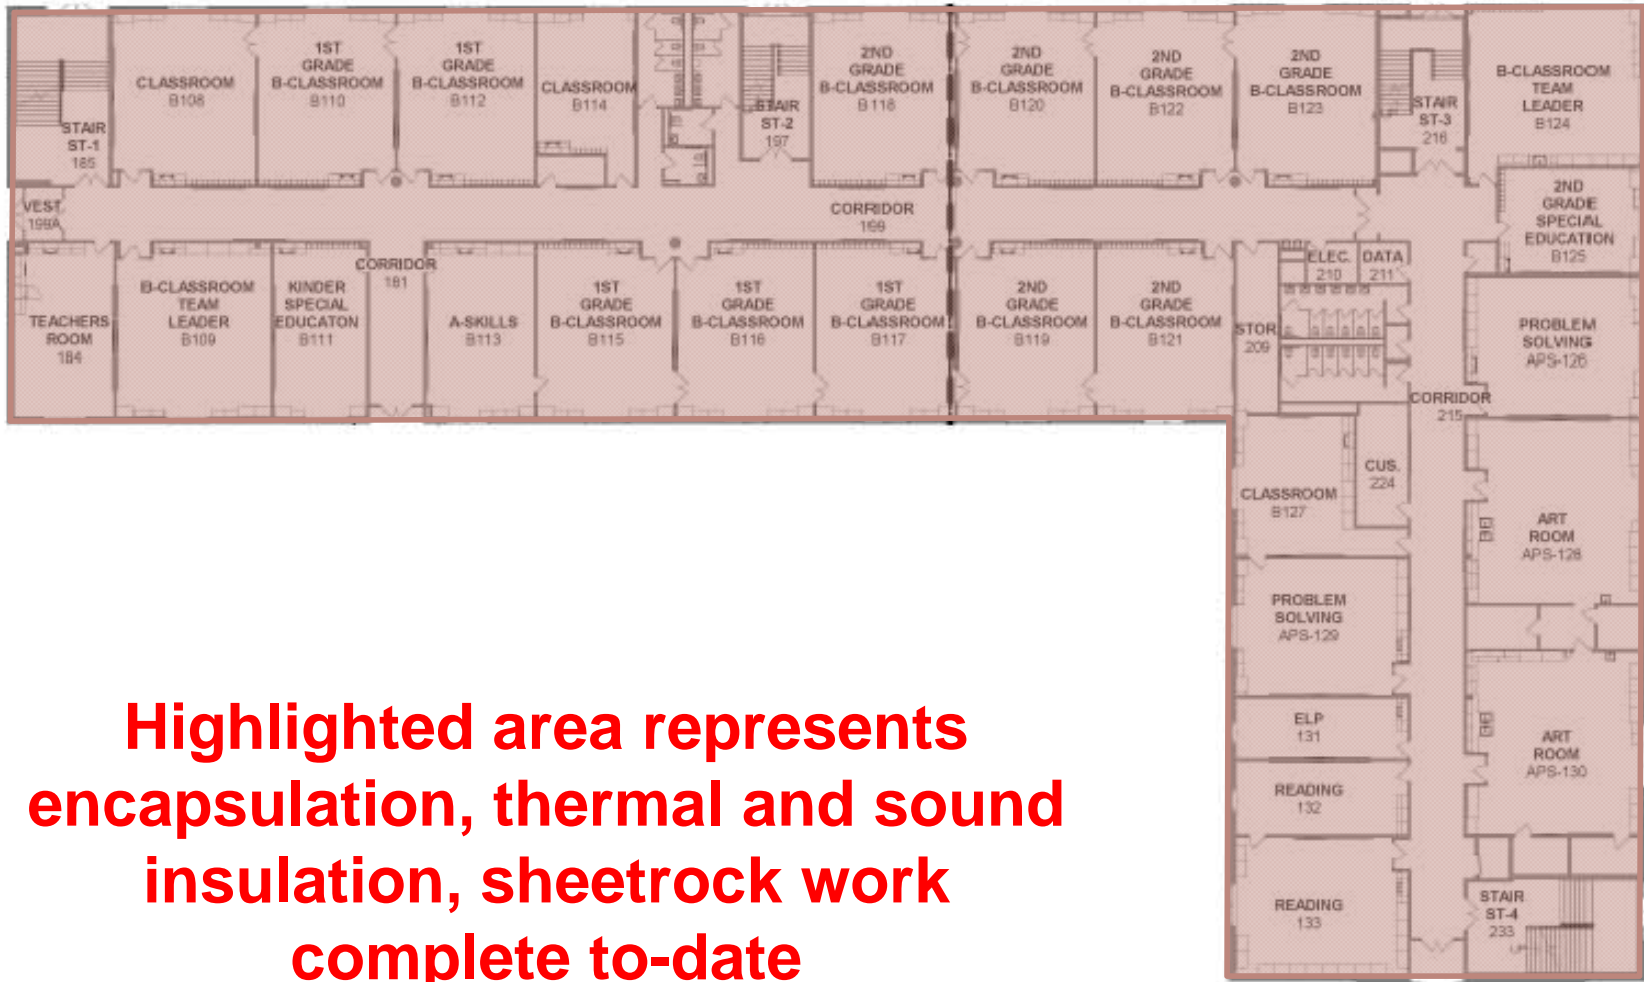 CLASSROOM
B108
1ST
GRADE
B-CLASSROOM
B110
1ST
GRADE
B-CLASSROOM
B112
CLASSROOM
B114
STAIR
ST-1
185
STAIR
ST-2
197
2ND
GRADE
B-CLASSROOM
B118
2ND
GRADE
B-CLASSROOM
B120
2ND
GRADE
B-CLASSROOM
B122
2ND
GRADE
B-CLASSROOM
B123
STAIR
ST-3
216
B-CLASSROOM
TEAM
LEADER
B124
VEST.
199A
CORRIDOR
199
2ND
GRADE
SPECIAL
EDUCATION
B125
TEACHERS
ROOM
184
B-CLASSROOM
TEAM
LEADER
B109
KINDER
SPECIAL
EDUCATON
B111
CORRIDOR
181
A-SKILLS
B113
1ST
GRADE
B-CLASSROOM
B115
1ST
GRADE
B-CLASSROOM
B116
1ST
GRADE
B-CLASSROOM
B117
2ND
GRADE
B-CLASSROOM
B119
2ND
GRADE
B-CLASSROOM
B121
STOR
209
ELEC.
210
DATA
211
PROBLEM
SOLVING
APS-126
CORRIDOR
215
CLASSROOM
B127
CUS.
224
ART
ROOM
APS-128
PROBLEM
SOLVING
APS-129
ELP
131
ART
ROOM
APS-130
READING
132
READING
133
STAIR
ST-4
233
Highlighted area represents
encapsulation, thermal and sound
insulation, sheetrock work
complete to-date